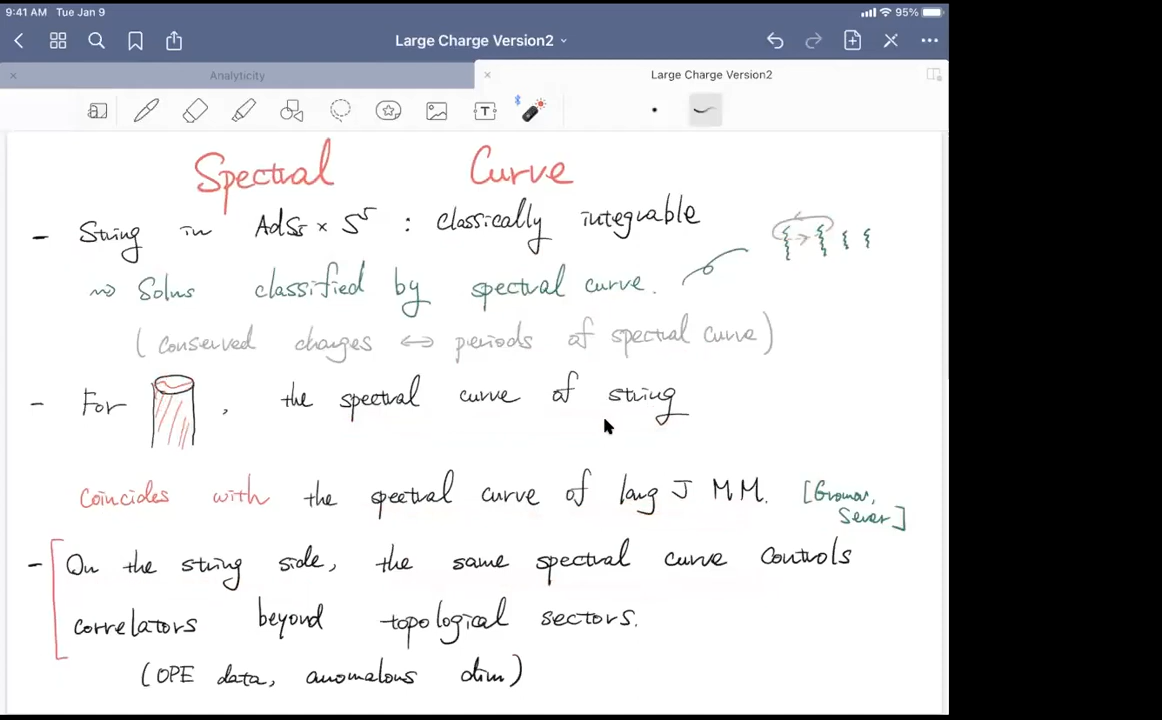 9:41 AM Tue Jan 9
95%
Large Charge Version2
Analyticity
Large Charge Version2
Spectral Curve
- String in AdS5 × S^5 : classically integrable
⇝ Solns classified by spectral curve.
(conserved charges ↔ periods of spectral curve)
- For , the spectral curve of string
coincides with the spectral curve of larg J MM. [Gromov,
Sever]
- On the string side, the same spectral curve controls
correlators beyond topological sectors.
(OPE data, anomalous dim)